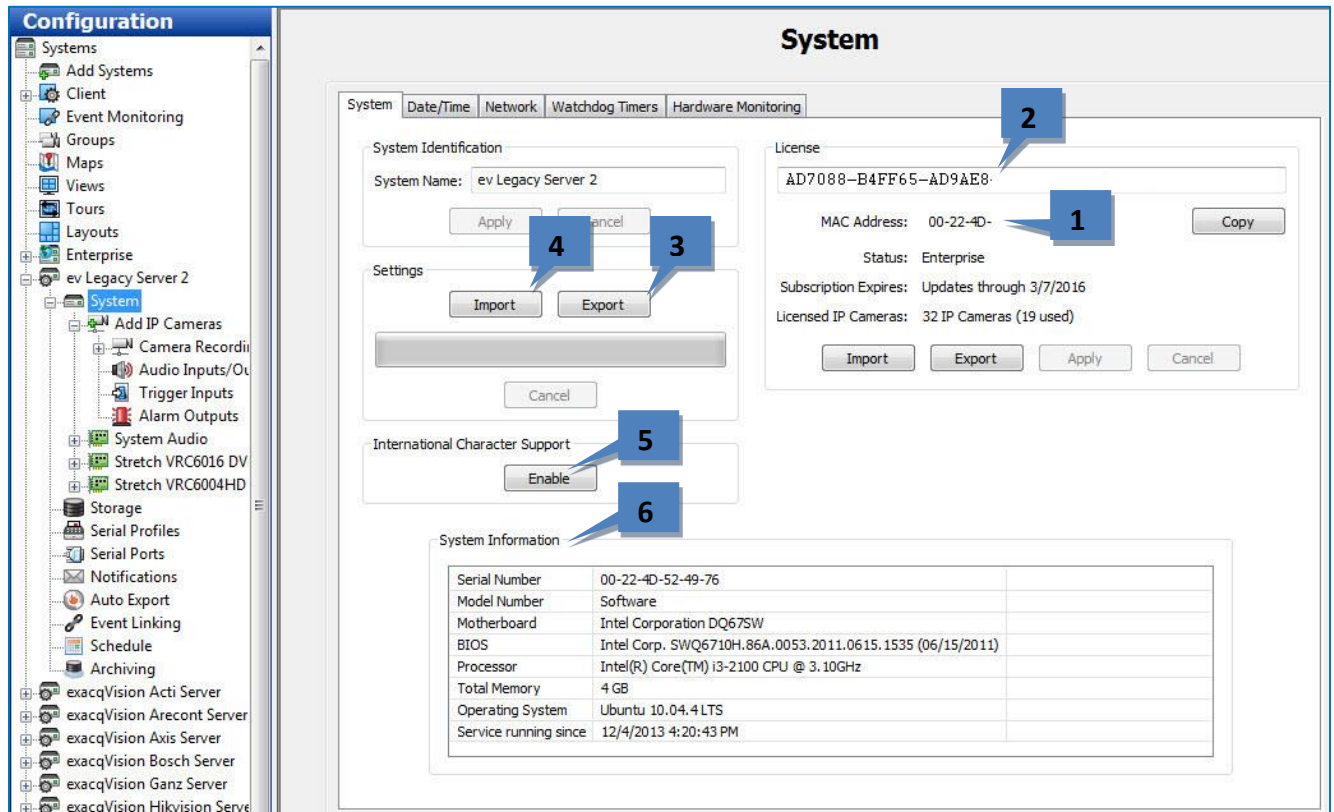 Configuration
Systems
Add Systems
Client
Event Monitoring
Groups
Maps
Views
Tours
Layouts
Enterprise
ev Legacy Server 2
System
Add IP Cameras
Camera Recordi
Audio Inputs/Ou
Trigger Inputs
Alarm Outputs
System Audio
Stretch VRC6016 DV
Stretch VRC6004HD
Storage
Serial Profiles
Serial Ports
Notifications
Auto Export
Event Linking
Schedule
Archiving
exacqVision Acti Server
exacqVision Arecont Server
exacqVision Axis Server
exacqVision Bosch Server
exacqVision Ganz Server
exacqVision Hikvision Serve
System
System Date/Time Network Watchdog Timers Hardware Monitoring
System Identification
System Name: ev Legacy Server 2
Apply ancel
4
3
Settings
Import Export
Cancel
International Character Support
5
Enable
2
License
AD7088-B4FF65-AD9AE8-
MAC Address: 00-22-4D- 1 Copy
Status: Enterprise
Subscription Expires: Updates through 3/7/2016
Licensed IP Cameras: 32 IP Cameras (19 used)
Import Export Apply Cancel
6
System Information
Serial Number 00-22-4D-52-49-76
Model Number Software
Motherboard Intel Corporation DQ67SW
BIOS Intel Corp. SWQ6710H.86A.0053.2011.0615.1535 (06/15/2011)
Processor Intel(R) Core(TM) i3-2100 CPU @ 3.10GHz
Total Memory 4 GB
Operating System Ubuntu 10.04.4 LTS
Service running since 12/4/2013 4:20:43 PM